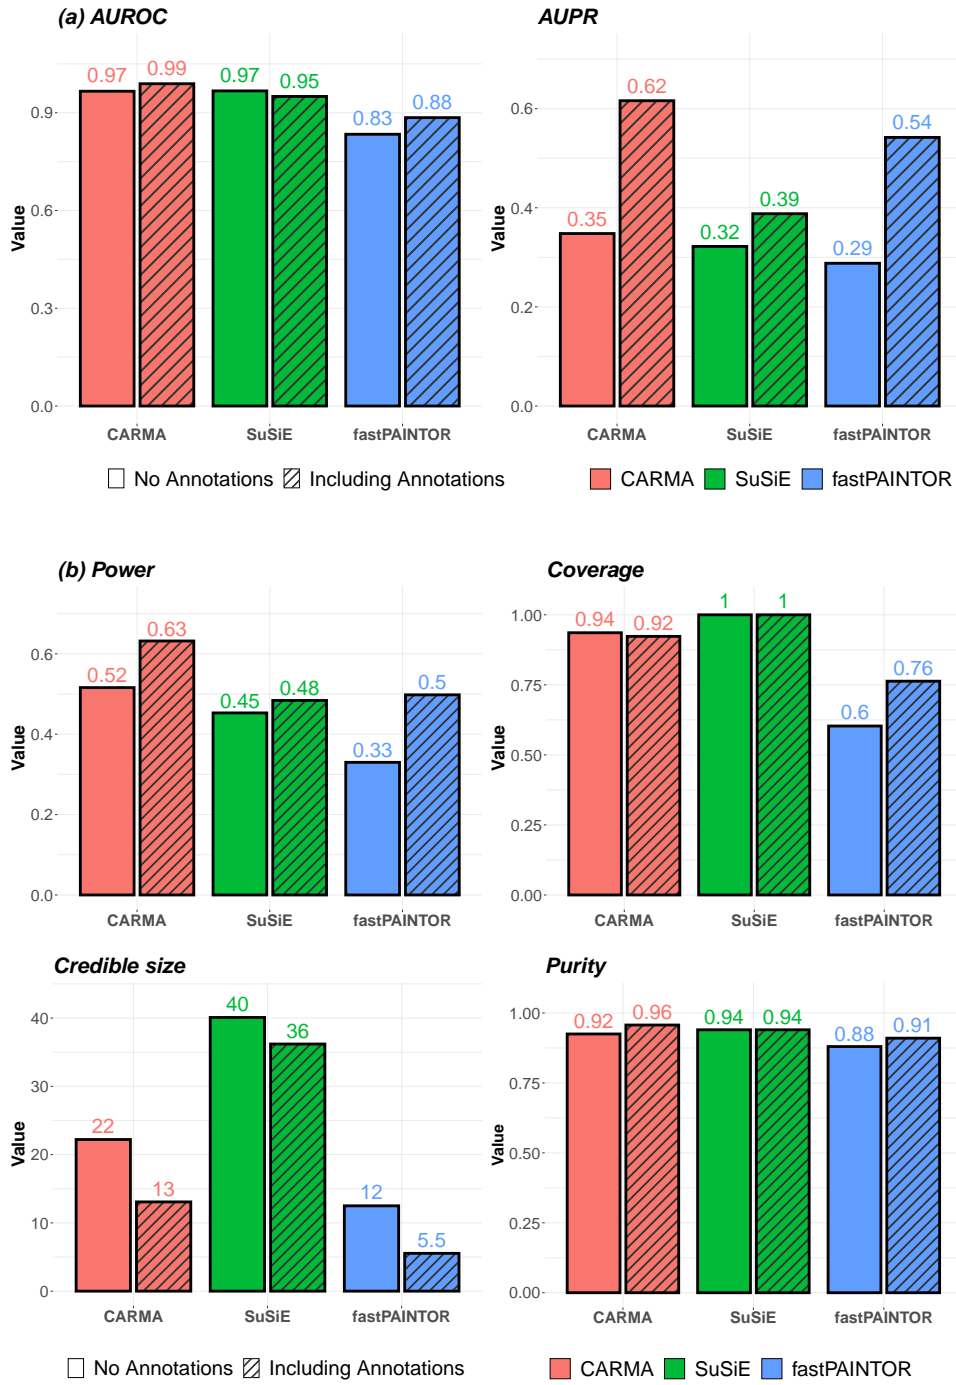 (a) AUROC
AUPR
0.97 0.99 0.97 0.95 0.83 0.88
0.35 0.62 0.32 0.39 0.29 0.54
Value
0.9
0.6
0.3
0.0
Value
0.6
0.4
0.2
0.0
CARMA SuSiE fastPAINTOR
CARMA SuSiE fastPAINTOR
No Annotations Including Annotations
CARMA SuSiE fastPAINTOR
(b) Power
Coverage
0.52 0.63 0.45 0.48 0.33 0.5
0.94 0.92 1 1 0.6 0.76
Value
0.6
0.4
0.2
0.0
Value
1.00
0.75
0.50
0.25
0.00
CARMA SuSiE fastPAINTOR
CARMA SuSiE fastPAINTOR
Credible size
Purity
22 13 40 36 12 5.5
0.92 0.96 0.94 0.94 0.88 0.91
Value
40
30
20
10
0
Value
1.00
0.75
0.50
0.25
0.00
CARMA SuSiE fastPAINTOR
CARMA SuSiE fastPAINTOR
No Annotations Including Annotations
CARMA SuSiE fastPAINTOR